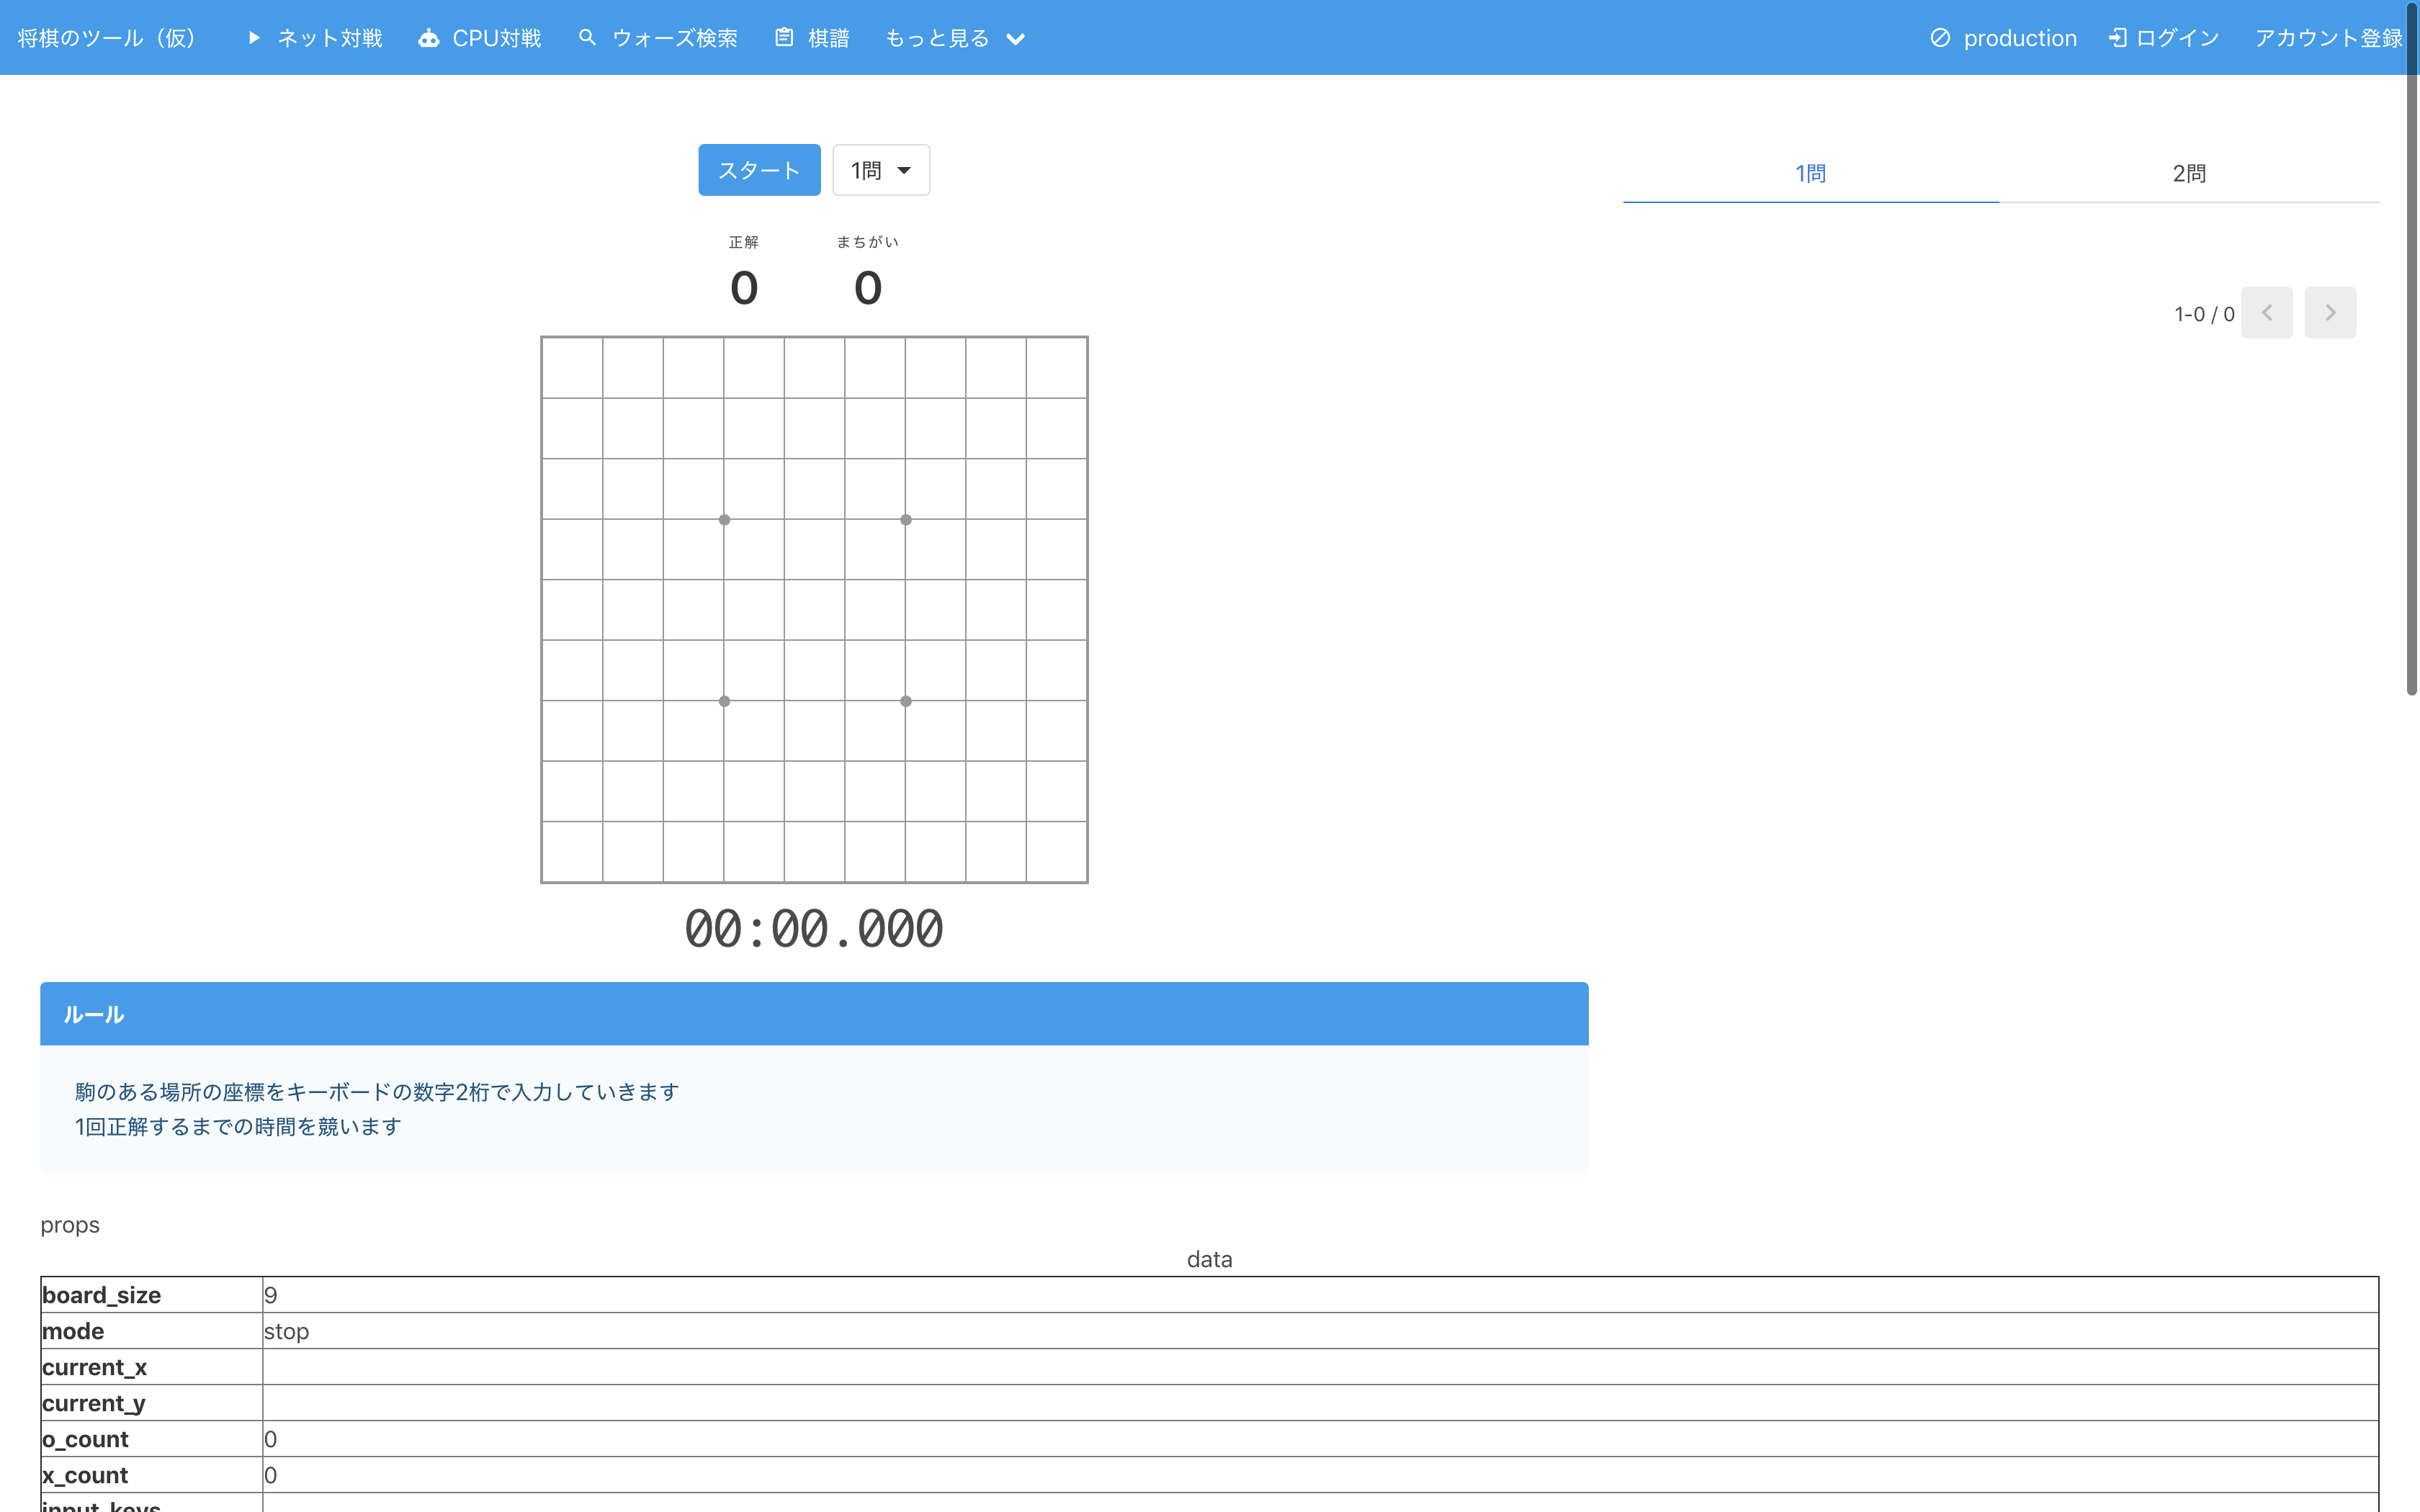 将棋のツール（仮） ネット対戦 CPU対戦 ウォーズ検索 棋譜 もっと見る production ログイン アカウント登録
スタート 1問
1問 2問
正解 まちがい
0 0
1-0 / 0
00:00.000
ルール
駒のある場所の座標をキーボードの数字2桁で入力していきます
1回正解するまでの時間を競います
props
data
board_size 9
mode stop
current_x
current_y
o_count 0
x_count 0
input_keys